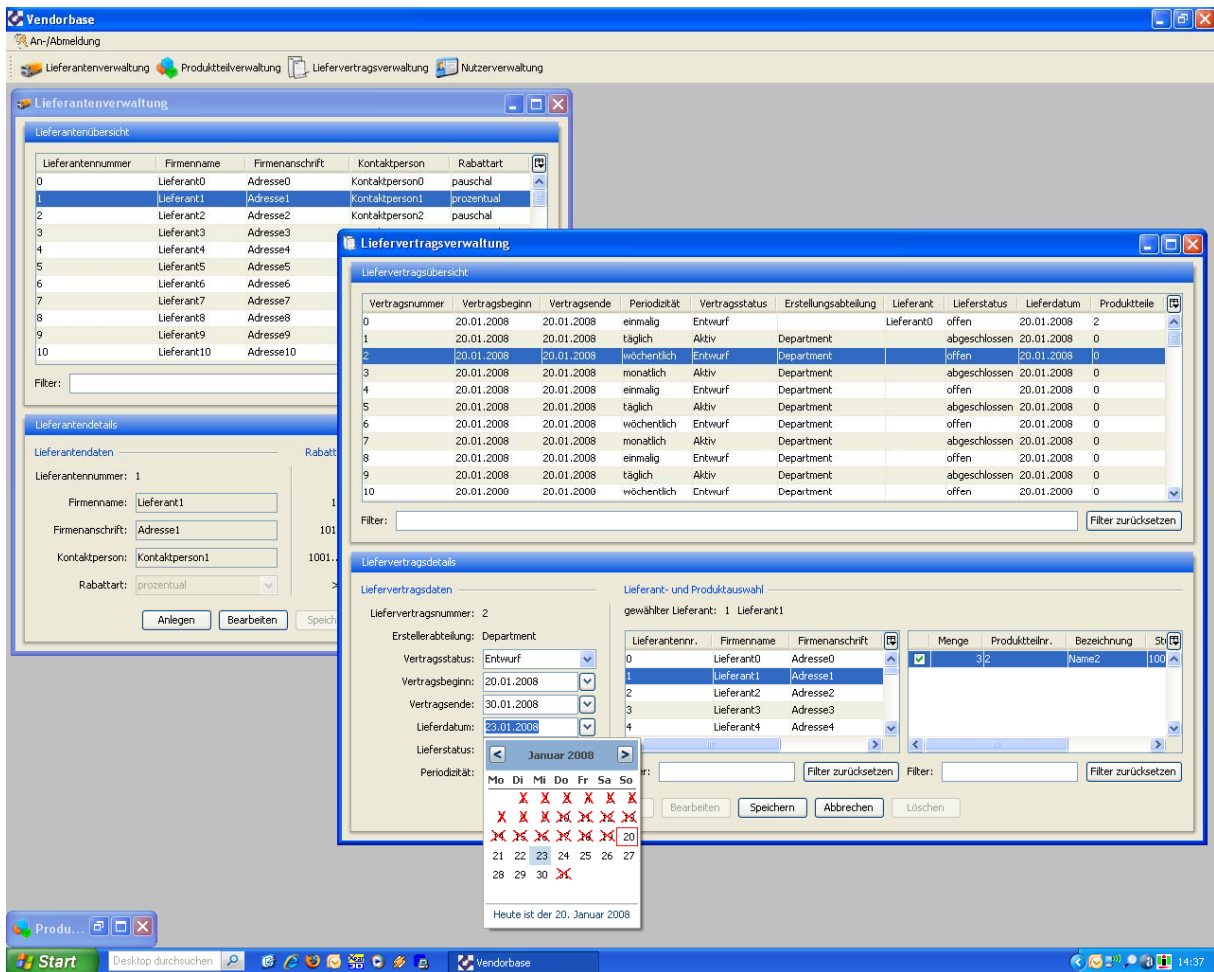 Vendorbase
An-/Abmeldung
Lieferantenverwaltung Produktteilverwaltung Liefervertragsverwaltung Nutzerverwaltung
Lieferantenverwaltung
Lieferantenübersicht
Lieferantennummer Firmenname Firmenanschrift Kontaktperson Rabattart
0 Lieferant0 Adresse0 Kontaktperson0 pauschal
1 Lieferant1 Adresse1 Kontaktperson1 prozentual
2 Lieferant2 Adresse2 Kontaktperson2 pauschal
3 Lieferant3 Adresse3
4 Lieferant4 Adresse4
5 Lieferant5 Adresse5
6 Lieferant6 Adresse6
7 Lieferant7 Adresse7
8 Lieferant8 Adresse8
9 Lieferant9 Adresse9
10 Lieferant10 Adresse10
Filter:
Lieferantendetails
Lieferantendaten Rabatt
Lieferantennummer: 1
Firmenname: Lieferant1 1
Firmenanschrift: Adresse1 101
Kontaktperson: Kontaktperson1 1001..
Rabattart: prozentual >
Anlegen Bearbeiten Speich
Liefervertragsverwaltung
Liefervertragsübersicht
Vertragsnummer Vertragsbeginn Vertragsende Periodizität Vertragsstatus Erstellungsabteilung Lieferant Lieferstatus Lieferdatum Produktteile
0 20.01.2008 20.01.2008 einmalig Entwurf Lieferant0 offen 20.01.2008 2
1 20.01.2008 20.01.2008 täglich Aktiv Department abgeschlossen 20.01.2008 0
2 20.01.2008 20.01.2008 wöchentlich Entwurf Department offen 20.01.2008 0
3 20.01.2008 20.01.2008 monatlich Aktiv Department abgeschlossen 20.01.2008 0
4 20.01.2008 20.01.2008 einmalig Entwurf Department offen 20.01.2008 0
5 20.01.2008 20.01.2008 täglich Aktiv Department abgeschlossen 20.01.2008 0
6 20.01.2008 20.01.2008 wöchentlich Entwurf Department offen 20.01.2008 0
7 20.01.2008 20.01.2008 monatlich Aktiv Department abgeschlossen 20.01.2008 0
8 20.01.2008 20.01.2008 einmalig Entwurf Department offen 20.01.2008 0
9 20.01.2008 20.01.2008 täglich Aktiv Department abgeschlossen 20.01.2008 0
10 20.01.2008 20.01.2008 wöchentlich Entwurf Department offen 20.01.2008 0
Filter: Filter zurücksetzen
Liefervertragsdetails
Liefervertragsdaten
Liefervertragsnummer: 2
Erstellerabteilung: Department
Vertragsstatus: Entwurf
Vertragsbeginn: 20.01.2008
Vertragsende: 30.01.2008
Lieferdatum: 23.01.2008
Lieferstatus:
Periodizität:
Januar 2008
Mo Di Mi Do Fr Sa So
10 11 12 13
14 15 16 17 18 19 20
21 22 23 24 25 26 27
28 29 30 31
Heute ist der 20. Januar 2008
Lieferant- und Produktauswahl
gewählter Lieferant: 1 Lieferant1
Lieferantennr. Firmenname Firmenanschrift
0 Lieferant0 Adresse0
1 Lieferant1 Adresse1
2 Lieferant2 Adresse2
3 Lieferant3 Adresse3
4 Lieferant4 Adresse4
Menge Produktteilnr. Bezeichnung St
3 2 Name2 100
r: Filter zurücksetzen Filter: Filter zurücksetzen
Bearbeiten Speichern Abbrechen Löschen
Produ...
Start Desktop durchsuchen Vendorbase 14:37